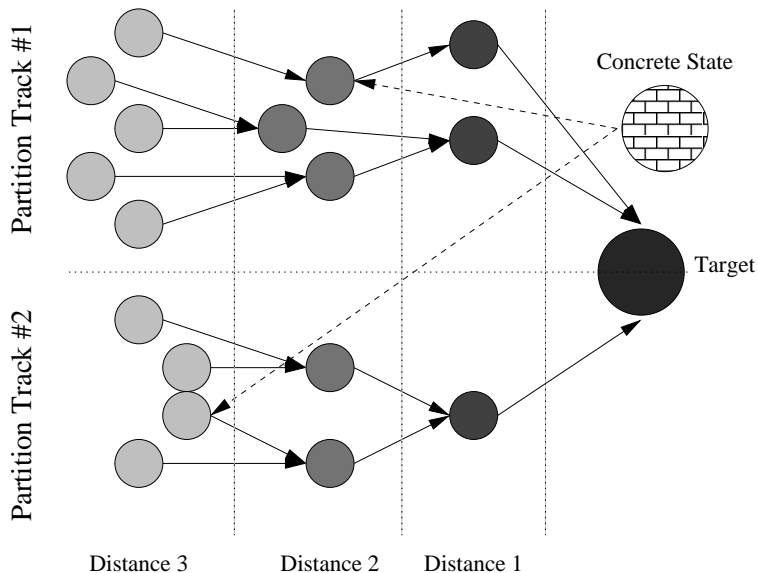 Partition Track #1
Concrete State
Target
Partition Track #2
Distance 3
Distance 2
Distance 1